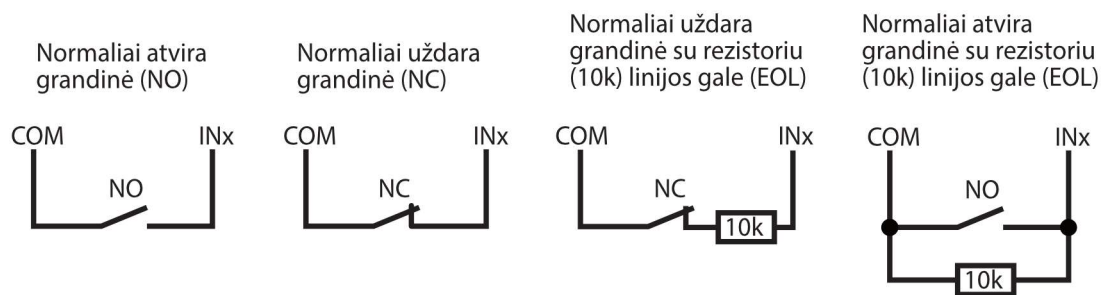 Normaliai atvira
grandinė (NO)
COM INx
NO
Normaliai uždara
grandinė (NC)
COM INx
NC
Normaliai uždara
grandinė su rezistoriu
(10k) linijos gale (EOL)
COM INx
NC
10k
Normaliai atvira
grandinė su rezistoriu
(10k) linijos gale (EOL)
COM INx
NO
10k